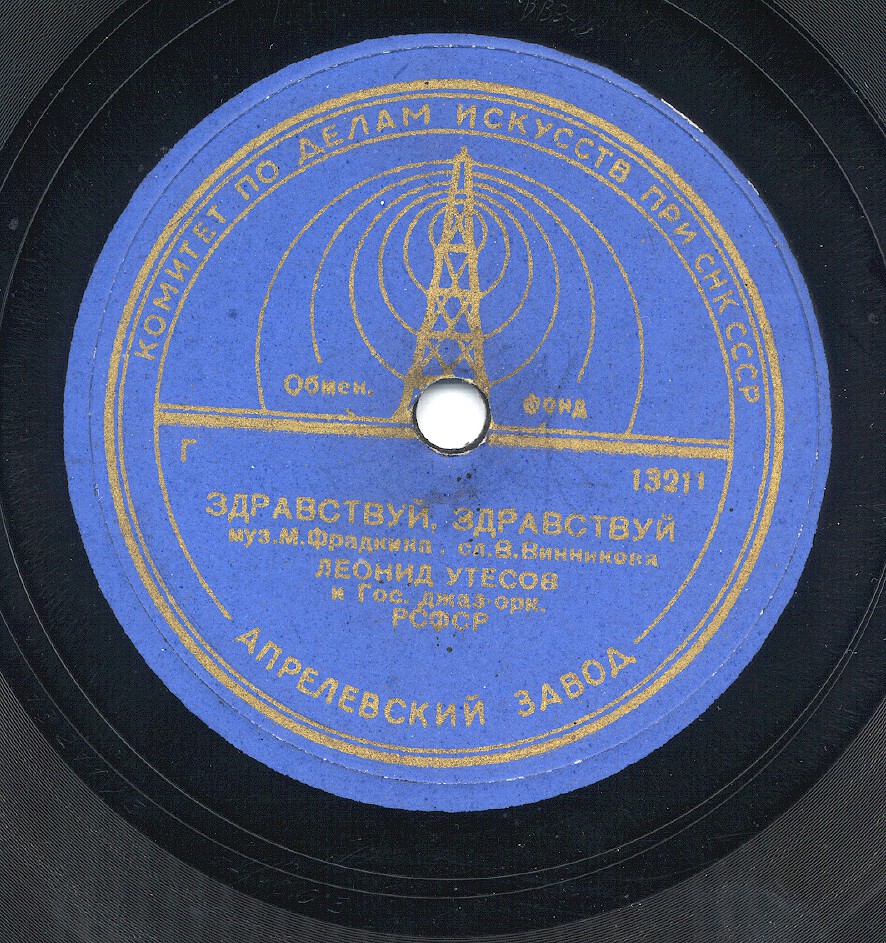 КОМИТЕТ ПО ДЕЛАМ ИСКУССТВ ПРИ СНК СССР
Обмен. фонд
Г 13211
ЗДРАВСТВУЙ, ЗДРАВСТВУЙ
муз. М. Фрадкина, сл. В. Винникова
ЛЕОНИД УТЕСОВ
и Гос. джаз-орк.
РСФСР
АПРЕЛЕВСКИЙ ЗАВОД